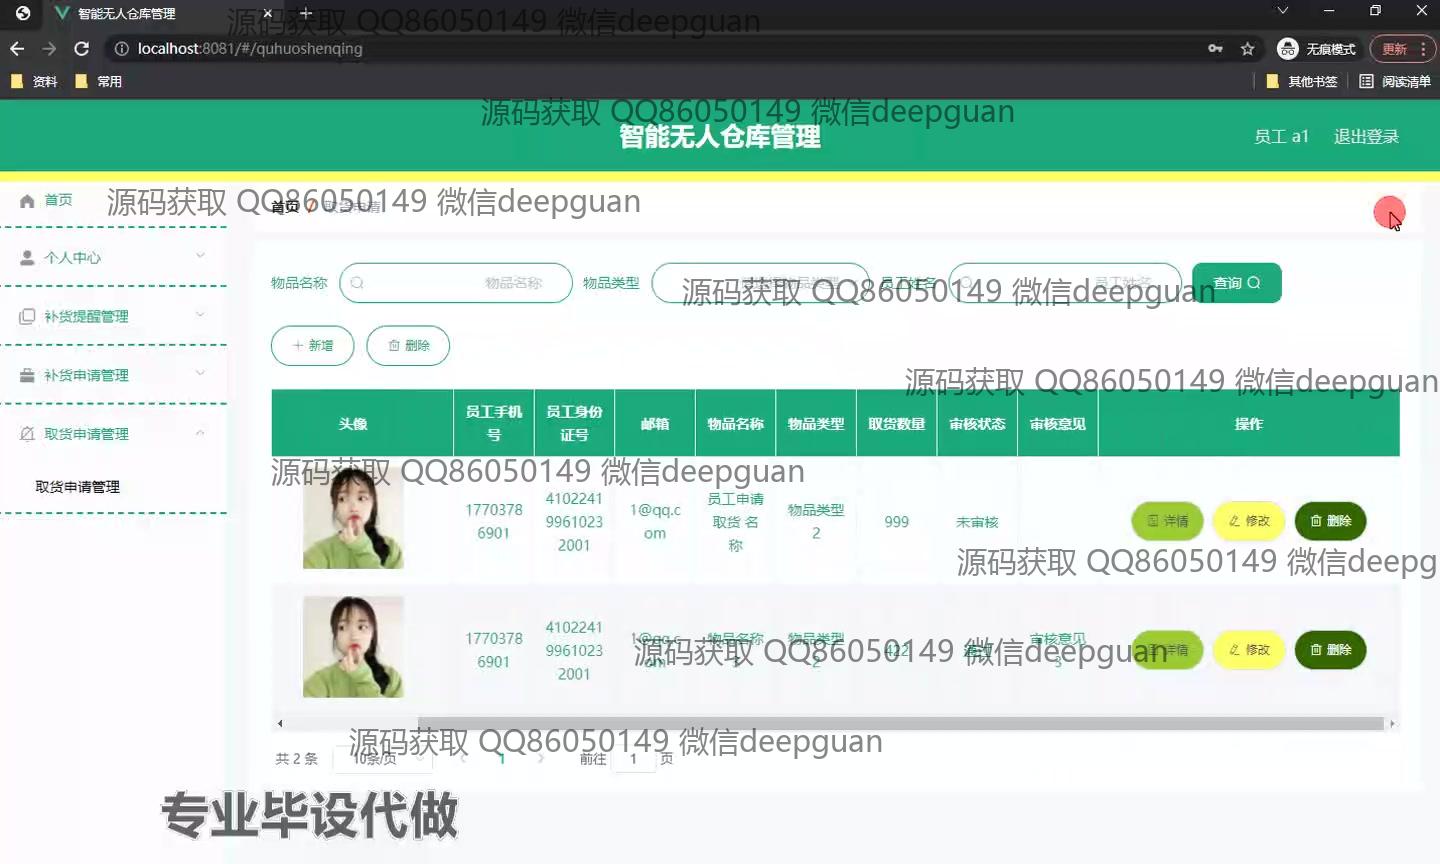 智能无人仓库管理
源码获取 QQ86050149 微信deepguan
localhost:8081/#/quhuoshenqing
无痕模式
更新
资料
常用
其他书签
阅读清单
源码获取 QQ86050149 微信deepguan
智能无人仓库管理
员工 a1
退出登录
首页
源码获取 QQ86050149 微信deepguan
首页 / 取货申请
个人中心
补货提醒管理
补货申请管理
取货申请管理
取货申请管理
物品名称
物品名称
物品类型
员工姓名
员工姓名
查询
源码获取 QQ86050149 微信deepguan
新增
删除
源码获取 QQ86050149 微信deepguan
头像
员工手机号
员工身份证号
邮箱
物品名称
物品类型
取货数量
审核状态
审核意见
操作
源码获取 QQ86050149 微信deepguan
17703786901
410224199610232001
1@qq.com
员工申请取货 名称
物品类型2
999
未审核
详情
修改
删除
源码获取 QQ86050149 微信deepg
17703786901
410224199610232001
1@qq.com
物品名称
物品类型2
422
审核意见3
详情
修改
删除
源码获取 QQ86050149 微信deepguan
源码获取 QQ86050149 微信deepguan
共 2 条
10条/页
1
前往 1 页
专业毕设代做